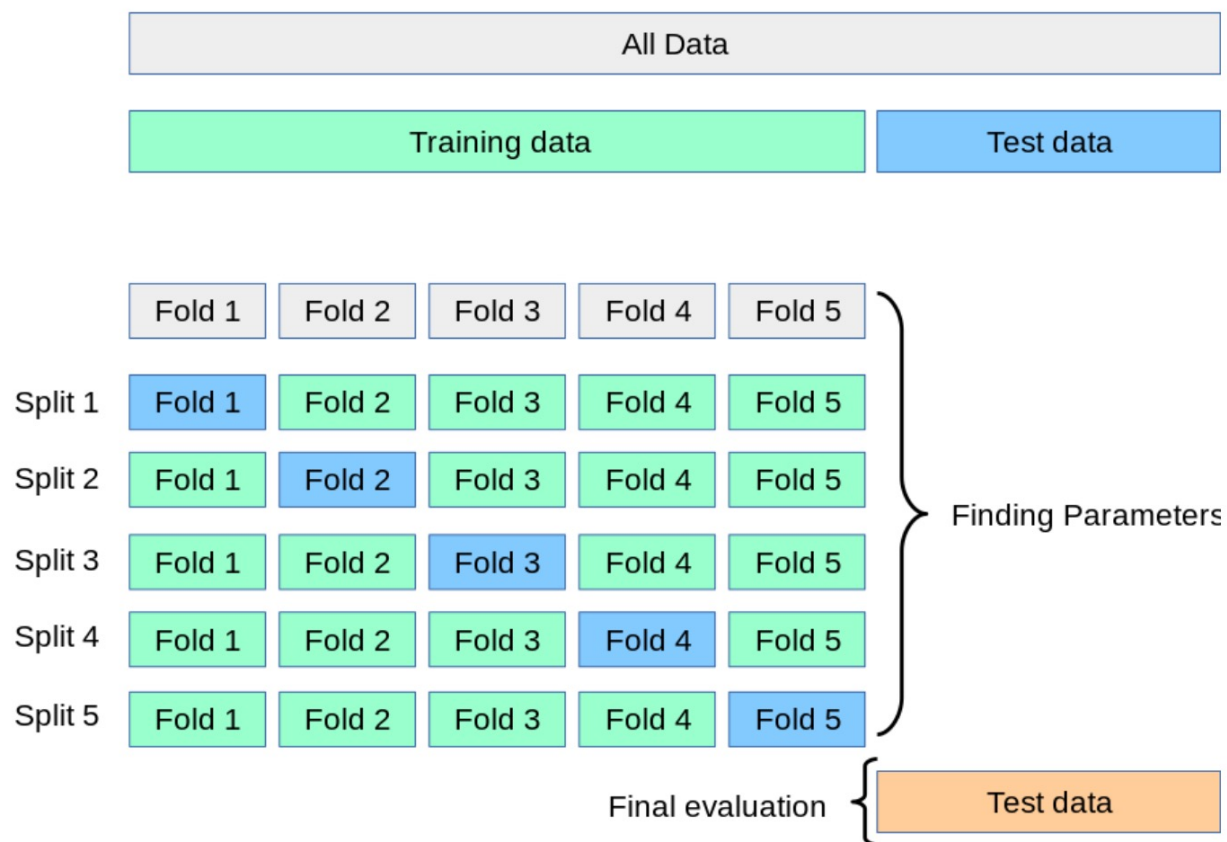 All Data
Training data Test data
Fold 1 Fold 2 Fold 3 Fold 4 Fold 5
Split 1 Fold 1 Fold 2 Fold 3 Fold 4 Fold 5
Split 2 Fold 1 Fold 2 Fold 3 Fold 4 Fold 5
Finding Parameters
Split 3 Fold 1 Fold 2 Fold 3 Fold 4 Fold 5
Split 4 Fold 1 Fold 2 Fold 3 Fold 4 Fold 5
Split 5 Fold 1 Fold 2 Fold 3 Fold 4 Fold 5
Final evaluation Test data